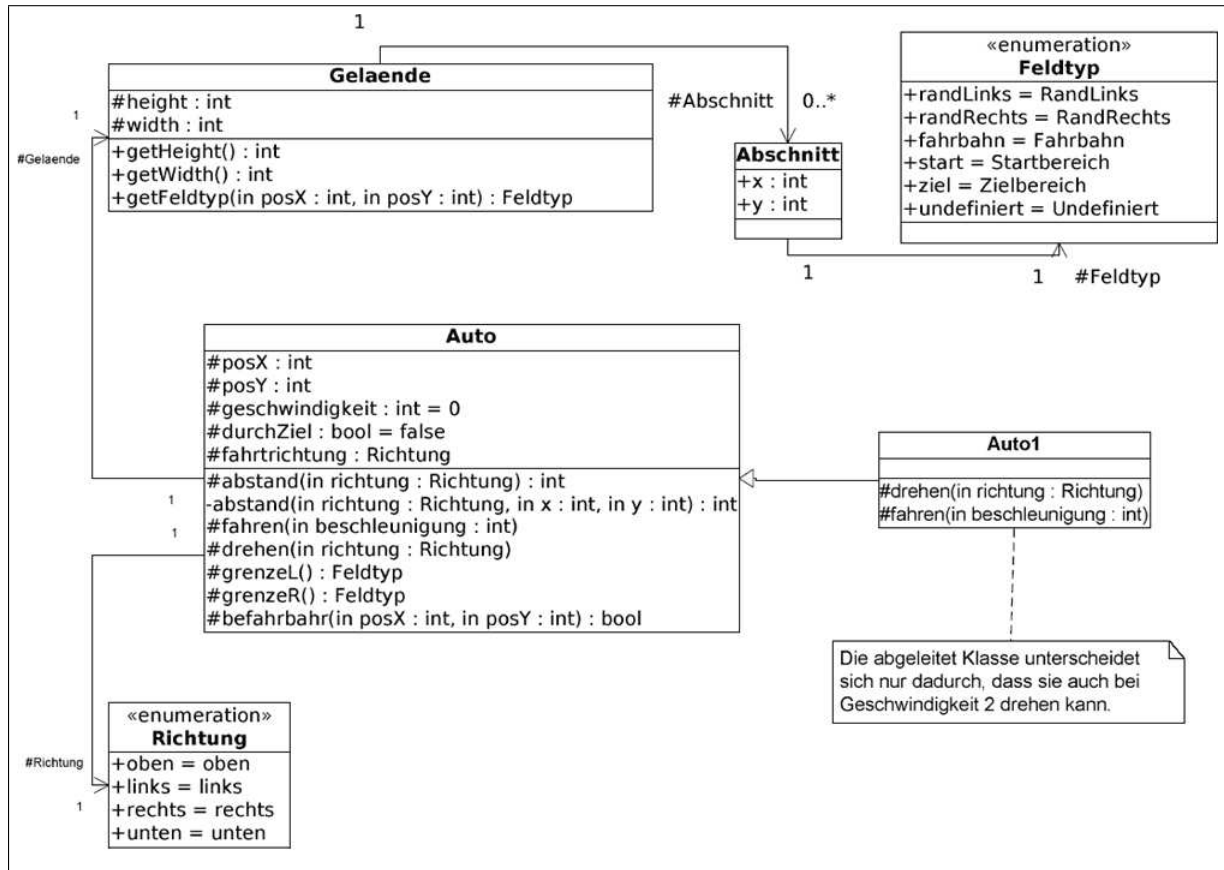 1
Gelaende
#height : int
#width : int
+getHeight() : int
+getWidth() : int
+getFeldtyp(in posX : int, in posY : int) : Feldtyp
1
#Gelaende
#Abschnitt
0..*
Abschnitt
+x : int
+y : int
«enumeration»
Feldtyp
+randLinks = RandLinks
+randRechts = RandRechts
+fahrbahn = Fahrbahn
+start = Startbereich
+ziel = Zielbereich
+undefiniert = Undefiniert
1
1
#Feldtyp
Auto
#posX : int
#posY : int
#geschwindigkeit : int = 0
#durchZiel : bool = false
#fahrtrichtung : Richtung
#abstand(in richtung : Richtung) : int
-abstand(in richtung : Richtung, in x : int, in y : int) : int
#fahren(in beschleunigung : int)
#drehen(in richtung : Richtung)
#grenzeL() : Feldtyp
#grenzeR() : Feldtyp
#befahrbahr(in posX : int, in posY : int) : bool
1
1
Auto1
#drehen(in richtung : Richtung)
#fahren(in beschleunigung : int)
Die abgeleitet Klasse unterscheidet
sich nur dadurch, dass sie auch bei
Geschwindigkeit 2 drehen kann.
«enumeration»
Richtung
+oben = oben
+links = links
+rechts = rechts
+unten = unten
#Richtung
1